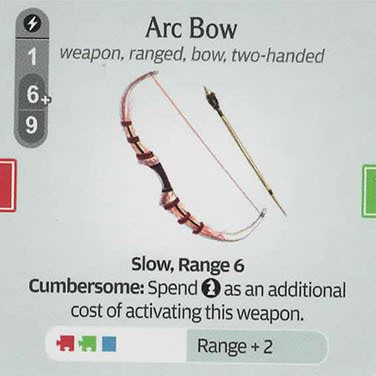 Arc Bow
weapon, ranged, bow, two-handed
1
6+
9
Slow, Range 6
Cumbersome: Spend as an additional
cost of activating this weapon.
Range + 2